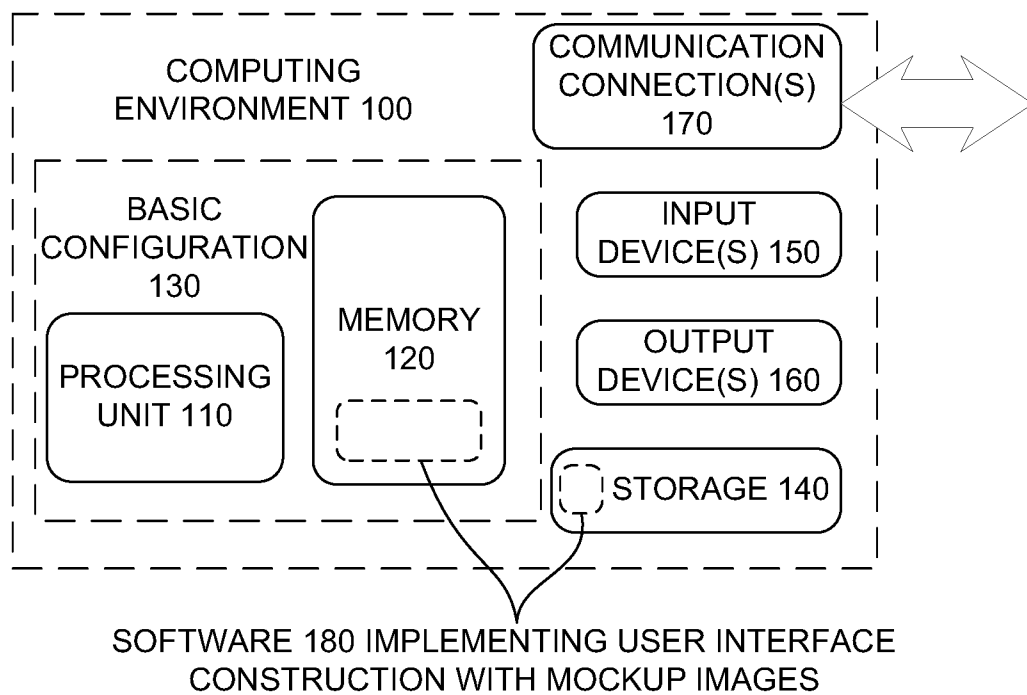 COMPUTING
ENVIRONMENT 100
COMMUNICATION
CONNECTION(S)
170
BASIC
CONFIGURATION
130
PROCESSING
UNIT 110
MEMORY
120
INPUT
DEVICE(S) 150
OUTPUT
DEVICE(S) 160
STORAGE 140
SOFTWARE 180 IMPLEMENTING USER INTERFACE
CONSTRUCTION WITH MOCKUP IMAGES